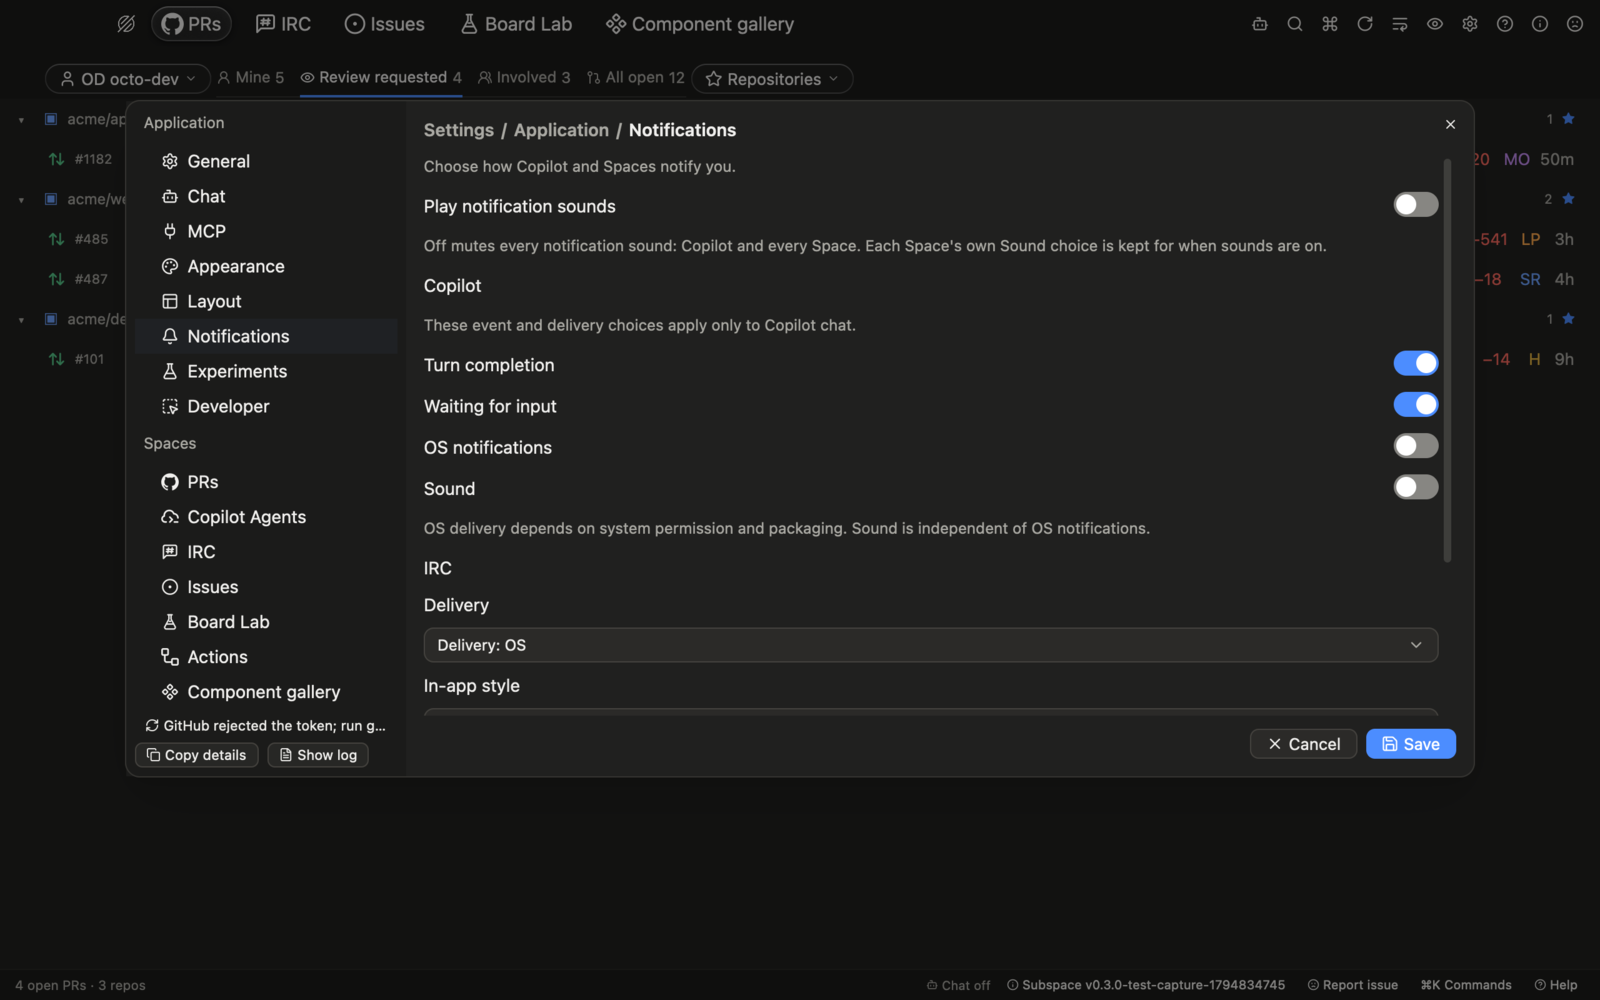 PRs
IRC
Issues
Board Lab
Component gallery
OD octo-dev
Mine 5
Review requested 4
Involved 3
All open 12
Repositories
acme/ap
1
#1182
20 MO 50m
acme/we
2
#485
-541 LP 3h
#487
−18 SR 4h
acme/de
1
#101
−14 H 9h
Application
General
Chat
MCP
Appearance
Layout
Notifications
Experiments
Developer
Spaces
PRs
Copilot Agents
IRC
Issues
Board Lab
Actions
Component gallery
GitHub rejected the token; run g...
Copy details
Show log
Settings / Application / Notifications
Choose how Copilot and Spaces notify you.
Play notification sounds
Off mutes every notification sound: Copilot and every Space. Each Space's own Sound choice is kept for when sounds are on.
Copilot
These event and delivery choices apply only to Copilot chat.
Turn completion
Waiting for input
OS notifications
Sound
OS delivery depends on system permission and packaging. Sound is independent of OS notifications.
IRC
Delivery
Delivery: OS
In-app style
Cancel
Save
4 open PRs · 3 repos
Chat off
Subspace v0.3.0-test-capture-1794834745
Report issue
⌘K Commands
Help